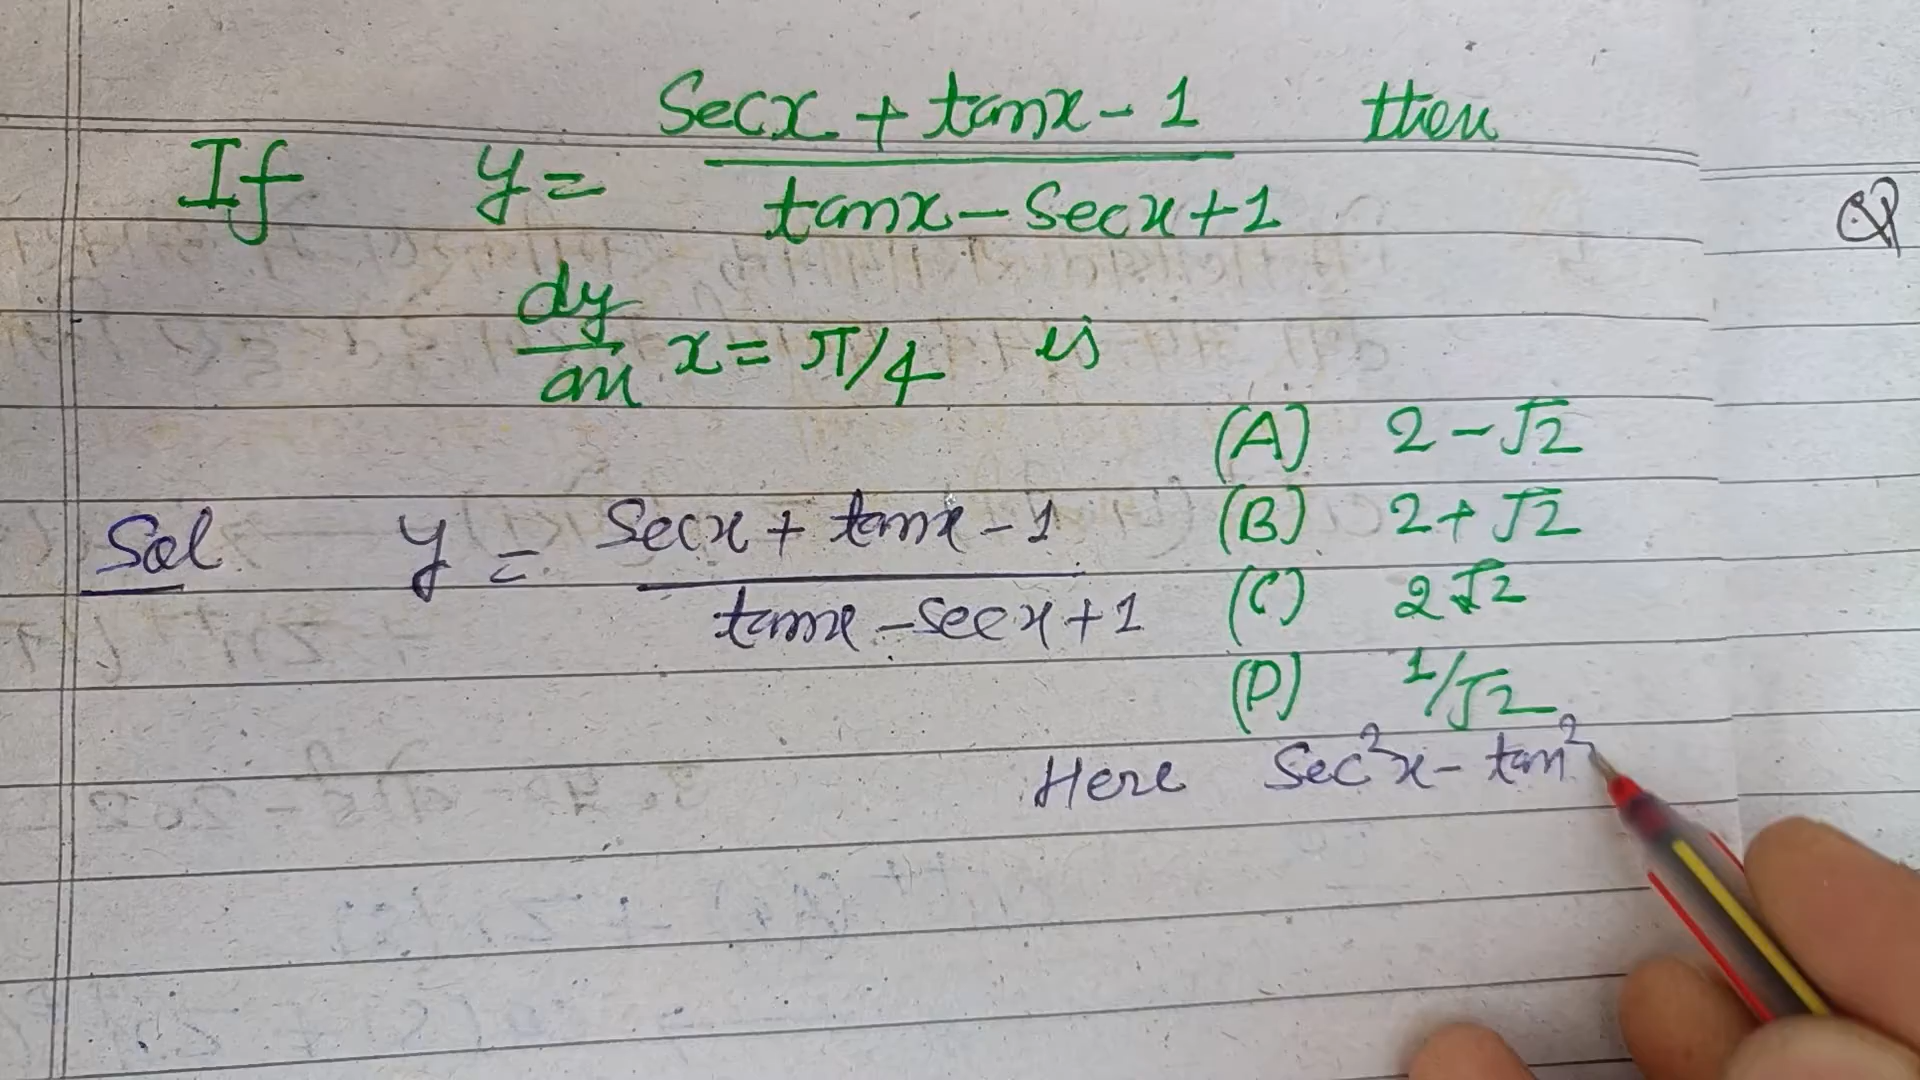 If y = Secx + tanx - 1 / tanx - Secx + 1 then
dy/dx x = π/4 is
(A) 2 - √2
(B) 2 + √2
(C) 2√2
(D) 1/√2
Sol y = Secx + tanx - 1 / tanx - secx + 1
Here Sec²x - tan²